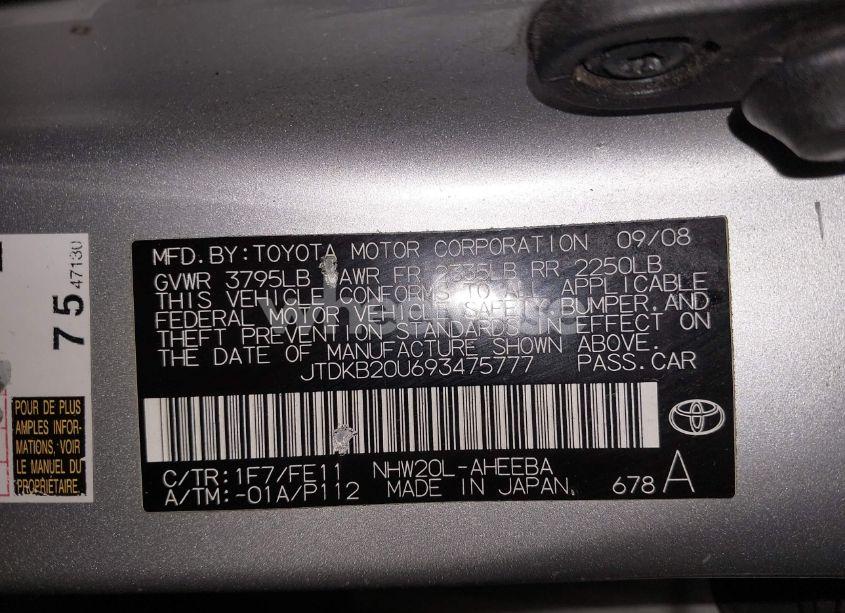 MFD.BY:TOYOTA MOTOR CORPORATION 09/08
GVWR 3795LB GAWR FR 2335LB RR 2250LB
THIS VEHICLE CONFORMS TO ALL APPLICABLE
FEDERAL MOTOR VEHICLE SAFETY, BUMPER, AND
THEFT PREVENTION STANDARDS IN EFFECT ON
THE DATE OF MANUFACTURE SHOWN ABOVE.
JTDKB20U693475777 PASS.CAR
C/TR:1F7/FE11 NHW20L-AHEEBA
A/TM:-01A/P112 MADE IN JAPAN. 678 A
75
47130
POUR DE PLUS
AMPLES INFOR-
MATIONS, VOIR
LE MANUEL DU
PROPRIÉTAIRE.